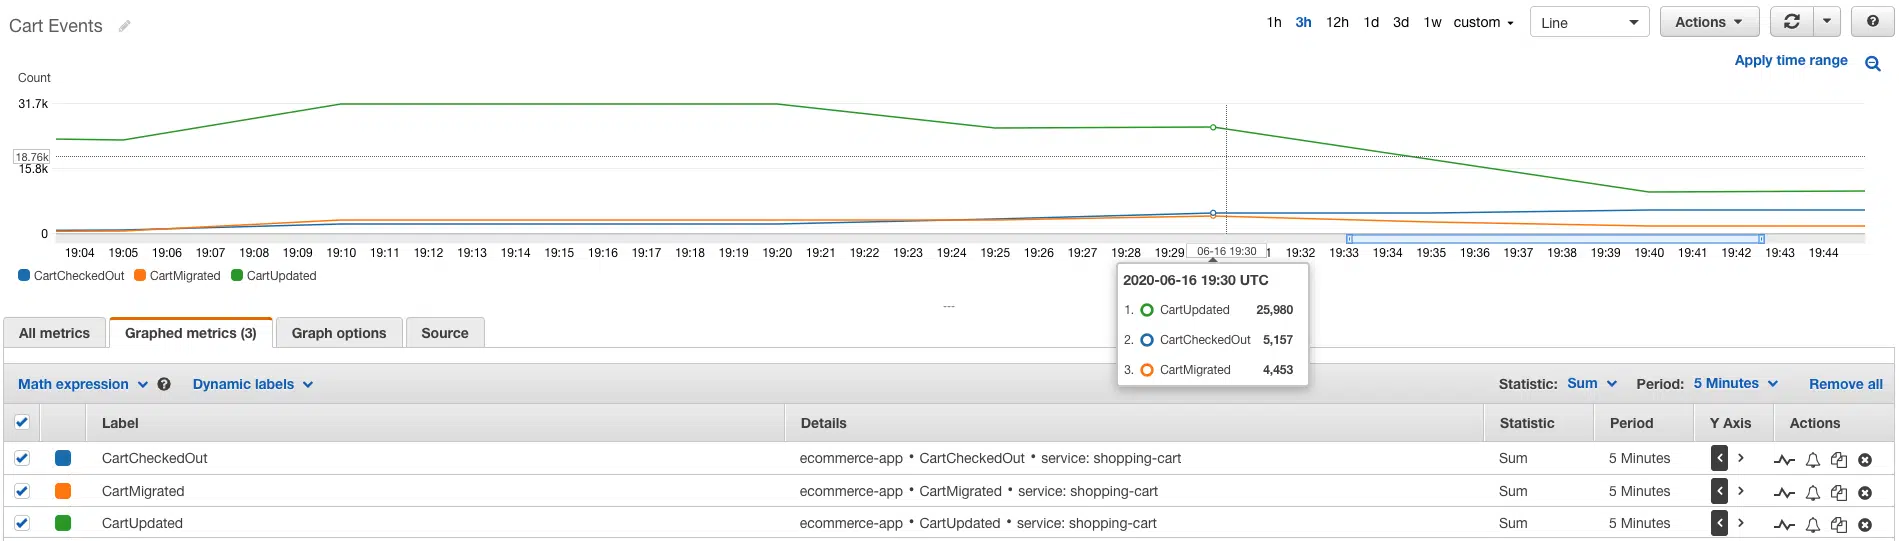 Cart Events
1h 3h 12h 1d 3d 1w custom Line Actions
Apply time range
Count
31.7k
18.76k
15.8k
0
19:04 19:05 19:06 19:07 19:08 19:09 19:10 19:11 19:12 19:13 19:14 19:15 19:16 19:17 19:18 19:19 19:20 19:21 19:22 19:23 19:24 19:25 19:26 19:27 19:28 19:29 06-16 19:30 1 19:32 19:33 19:34 19:35 19:36 19:37 19:38 19:39 19:40 19:41 19:42 19:43 19:44
CartCheckedOut CartMigrated CartUpdated
2020-06-16 19:30 UTC
1. CartUpdated 25,980
2. CartCheckedOut 5,157
3. CartMigrated 4,453
All metrics Graphed metrics (3) Graph options Source
Math expression ? Dynamic labels Statistic: Sum Period: 5 Minutes Remove all
Label Details Statistic Period Y Axis Actions
CartCheckedOut ecommerce-app • CartCheckedOut • service: shopping-cart Sum 5 Minutes < >
CartMigrated ecommerce-app • CartMigrated • service: shopping-cart Sum 5 Minutes < >
CartUpdated ecommerce-app • CartUpdated • service: shopping-cart Sum 5 Minutes < >